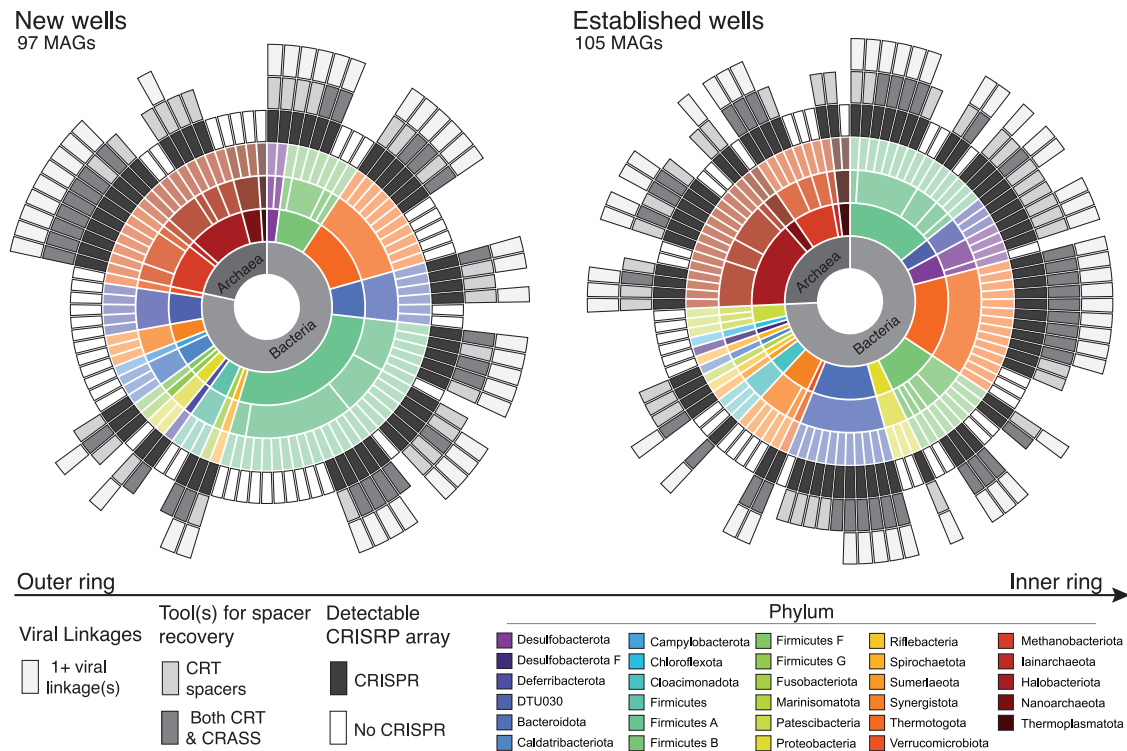 New wells
97 MAGs
Established wells
105 MAGs
Archaea
Bacteria
Archaea
Bacteria
Outer ring
Inner ring
Viral Linkages
1+ viral
linkage(s)
Tool(s) for spacer
recovery
CRT
spacers
Both CRT
& CRASS
Detectable
CRISRP array
CRISPR
No CRISPR
Phylum
Desulfobacterota
Desulfobacterota F
Deferribacterota
DTU030
Bacteroidota
Caldatribacteriota
Campylobacterota
Chloroflexota
Cloacimonadota
Firmicutes
Firmicutes A
Firmicutes B
Firmicutes F
Firmicutes G
Fusobacteriota
Marinisomatota
Patescibacteria
Proteobacteria
Riflebacteria
Spirochaetota
Sumerlaeota
Synergistota
Thermotogota
Verrucomicrobiota
Methanobacteriota
Iainarchaeota
Halobacteriota
Nanoarchaeota
Thermoplasmatota